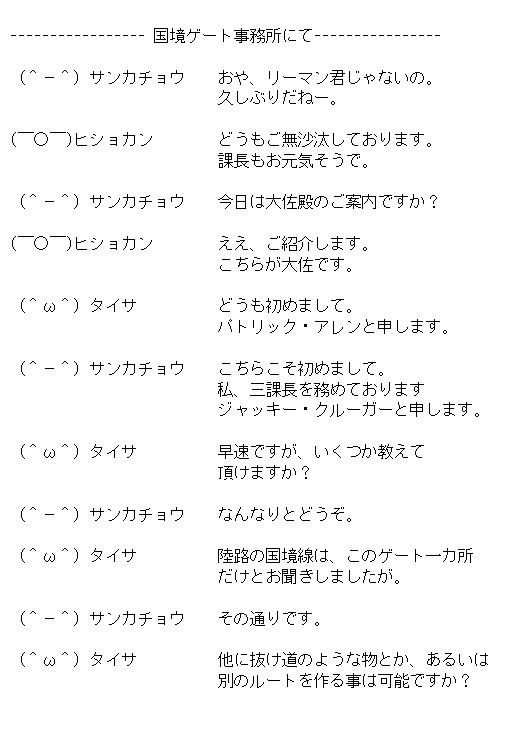 ----------------- 国境ゲート事務所にて----------------
（＾－＾）サンカチョウ　　おや、リーマン君じゃないの。
久しぶりだねー。
(￣○￣)ヒショカン　　どうもご無沙汰しております。
課長もお元気そうで。
（＾－＾）サンカチョウ　　今日は大佐殿のご案内ですか？
(￣○￣)ヒショカン　　ええ、ご紹介します。
こちらが大佐です。
（＾ω＾）タイサ　　どうも初めまして。
パトリック・アレンと申します。
（＾－＾）サンカチョウ　　こちらこそ初めまして。
私、三課長を務めております
ジャッキー・クルーガーと申します。
（＾ω＾）タイサ　　早速ですが、いくつか教えて
頂けますか？
（＾－＾）サンカチョウ　　なんなりとどうぞ。
（＾ω＾）タイサ　　陸路の国境線は、このゲート一カ所
だけとお聞きしましたが。
（＾－＾）サンカチョウ　　その通りです。
（＾ω＾）タイサ　　他に抜け道のような物とか、あるいは
別のルートを作る事は可能ですか？